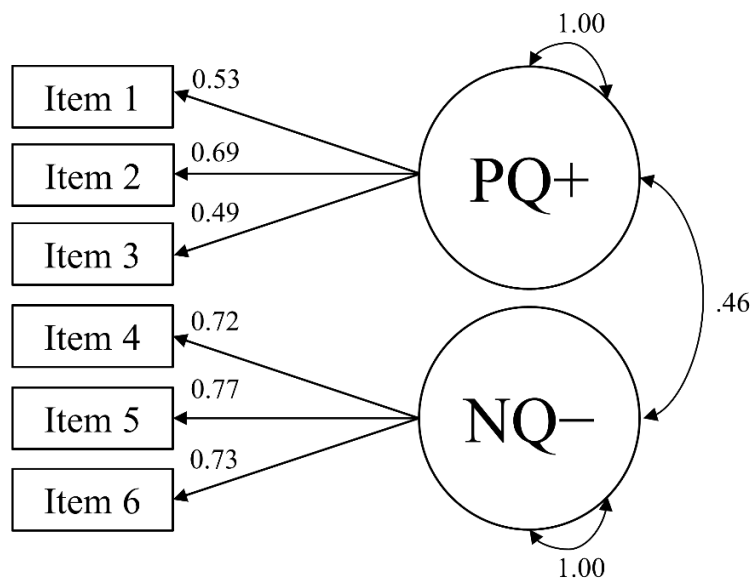 1.00
Item 1
0.53
Item 2
0.69
Item 3
0.49
PQ+
.46
Item 4
0.72
Item 5
0.77
Item 6
0.73
NQ−
1.00